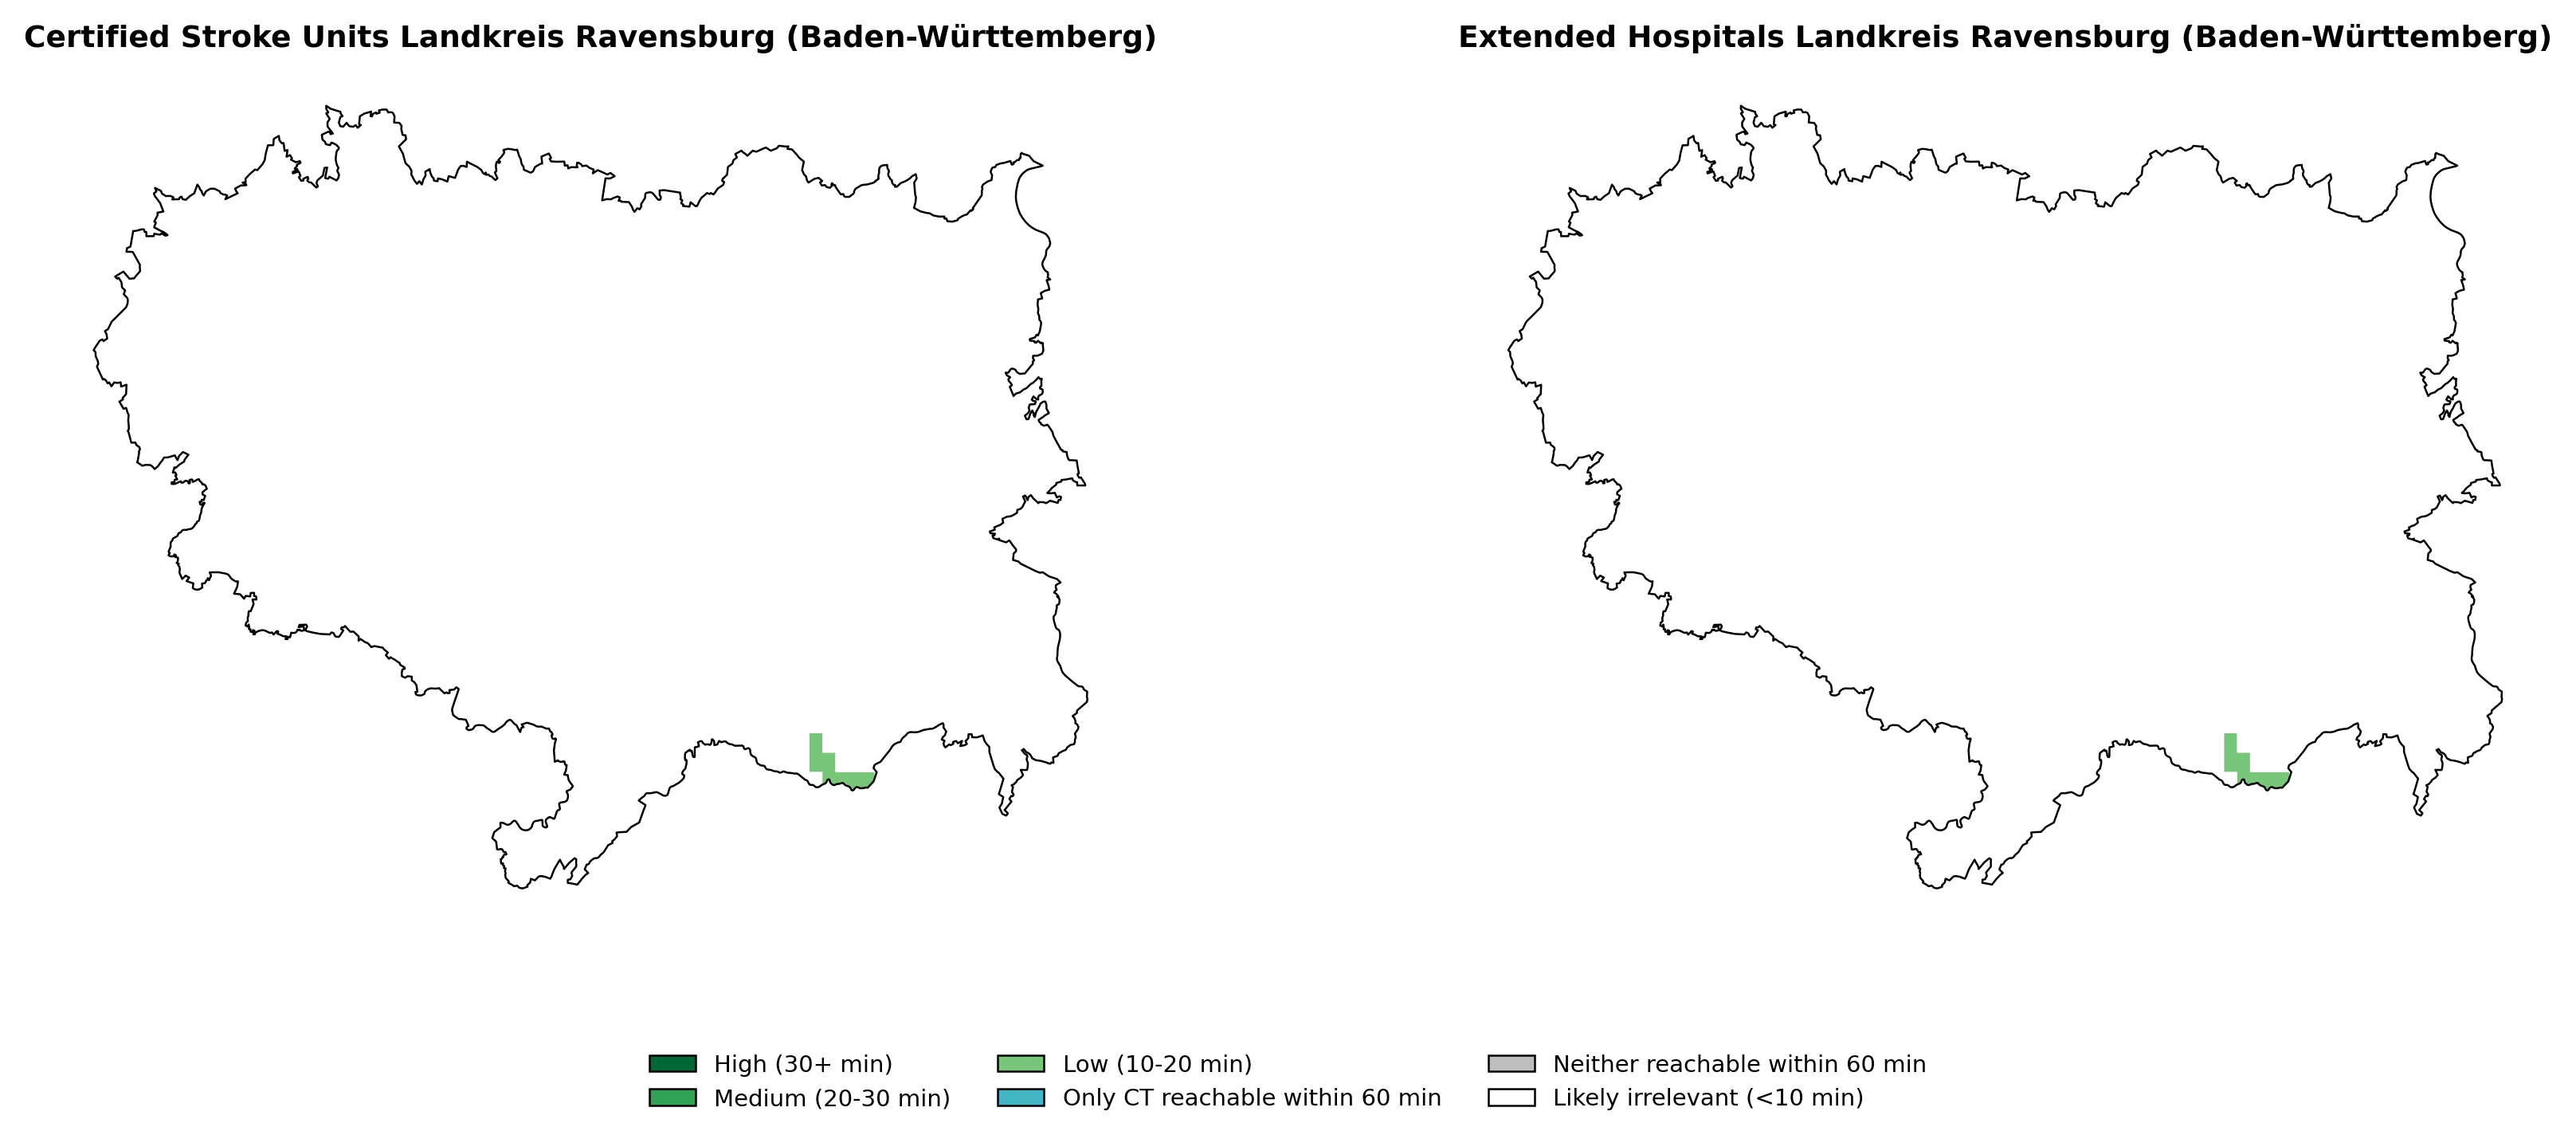 Certified Stroke Units Landkreis Ravensburg (Baden-Württemberg)
Extended Hospitals Landkreis Ravensburg (Baden-Württemberg)
High (30+ min)
Medium (20-30 min)
Low (10-20 min)
Only CT reachable within 60 min
Neither reachable within 60 min
Likely irrelevant (<10 min)